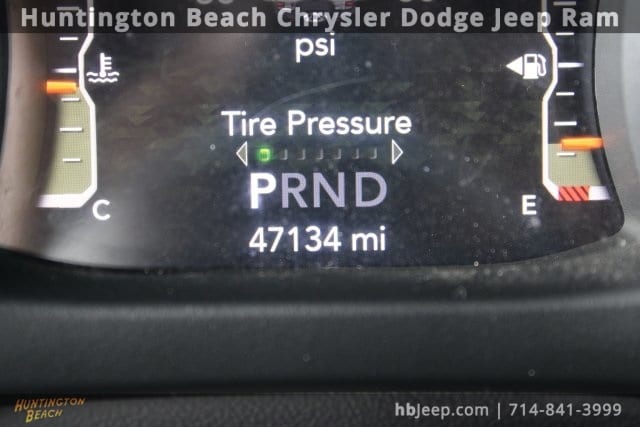 Huntington Beach Chrysler Dodge Jeep Ram
psi
Tire Pressure
PRND
C
E
47134 mi
HUNTINGTON
BEACH
hbjeep.com | 714-841-3999